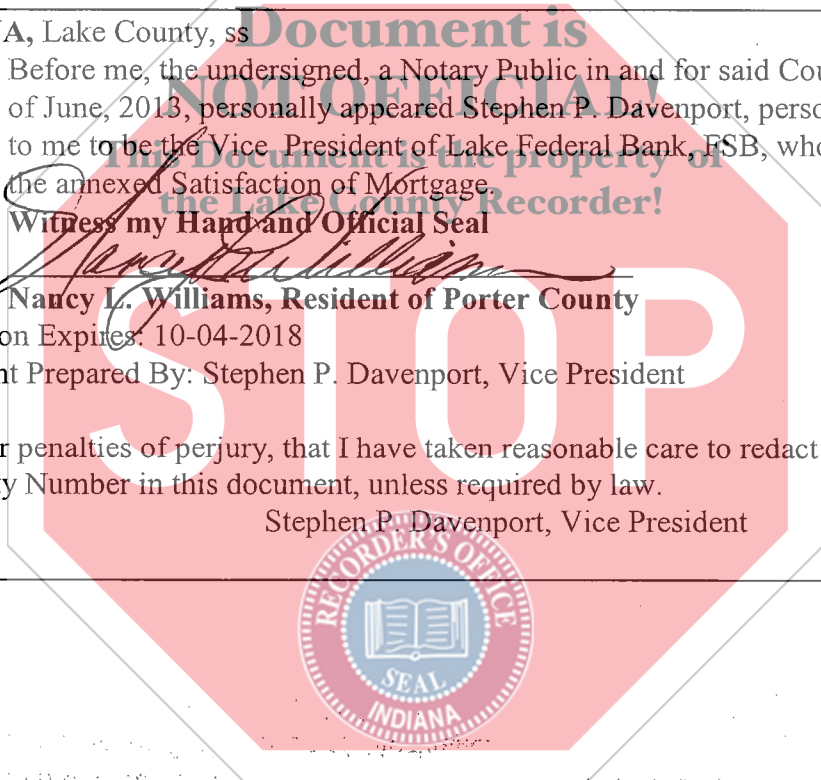 Document is
NOT OFFICIAL!
This Document is the property of
the Lake County Recorder!
STOP
A, Lake County, ss
Before me, the undersigned, a Notary Public in and for said Cou
of June, 2013, personally appeared Stephen P. Davenport, perso
to me to be the Vice President of Lake Federal Bank, FSB, who
the annexed Satisfaction of Mortgage.
Witness my Hand and Official Seal
Nancy L. Williams
Nancy L. Williams, Resident of Porter County
on Expires: 10-04-2018
nt Prepared By: Stephen P. Davenport, Vice President
r penalties of perjury, that I have taken reasonable care to redact
y Number in this document, unless required by law.
Stephen P. Davenport, Vice President
RECORDER'S OFFICE
SEAL
INDIANA